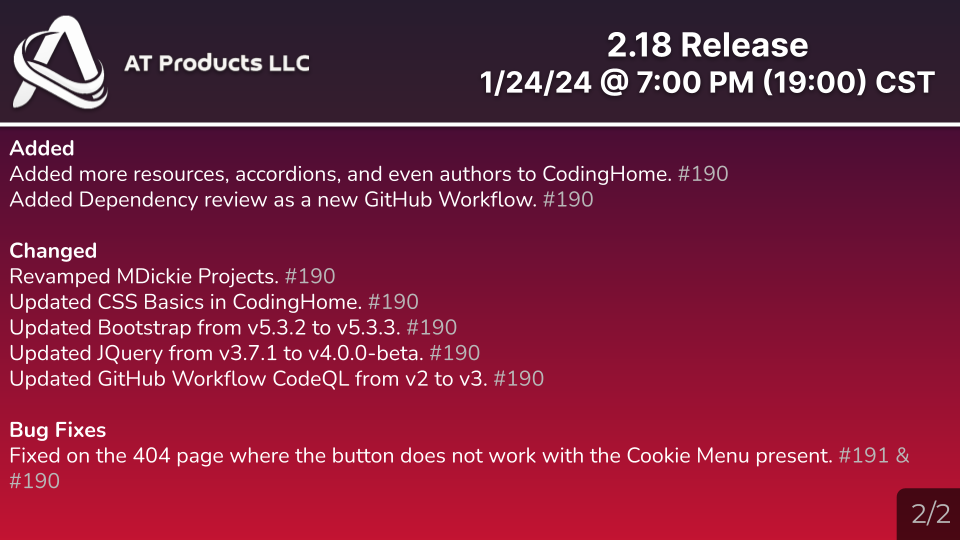 AT Products LLC
2.18 Release
1/24/24 @ 7:00 PM (19:00) CST
Added
Added more resources, accordions, and even authors to CodingHome. #190
Added Dependency review as a new GitHub Workflow. #190
Changed
Revamped MDickie Projects. #190
Updated CSS Basics in CodingHome. #190
Updated Bootstrap from v5.3.2 to v5.3.3. #190
Updated JQuery from v3.7.1 to v4.0.0-beta. #190
Updated GitHub Workflow CodeQL from v2 to v3. #190
Bug Fixes
Fixed on the 404 page where the button does not work with the Cookie Menu present. #191 &
#190
2/2